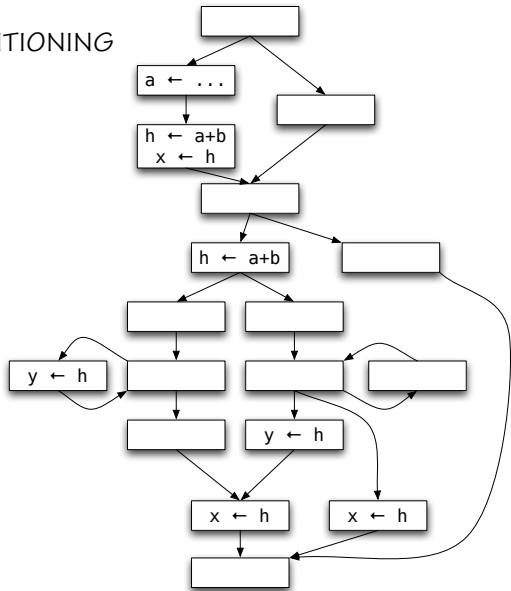 ITIONING
a ← ...
h ← a+b
x ← h
h ← a+b
y ← h
y ← h
x ← h
x ← h